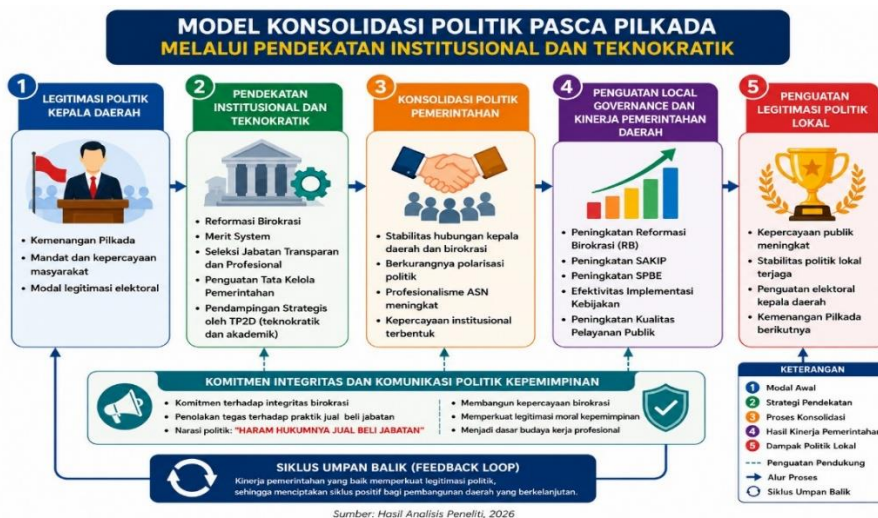 MODEL KONSOLIDASI POLITIK PASCA PILKADA
MELALUI PENDEKATAN INSTITUSIONAL DAN TEKNOKRATIK
1
LEGITIMASI POLITIK
KEPALA DAERAH
• Kemenangan Pilkada
• Mandat dan kepercayaan
masyarakat
• Modal legitimasi elektoral
2
PENDEKATAN
INSTITUSIONAL DAN
TEKNOKRATIK
• Reformasi Birokrasi
• Merit System
• Seleksi Jabatan Transparan
dan Profesional
• Penguatan Tata Kelola
Pemerintahan
• Pendampingan Strategis
oleh TP2D (teknokratik
dan akademik)
3
KONSOLIDASI POLITIK
PEMERINTAHAN
• Stabilitas hubungan kepala
daerah dan birokrasi
• Berkurangnya polarisasi
politik
• Profesionalisme ASN
meningkat
• Kepercayaan institusional
terbentuk
4
PENGUATAN LOCAL
GOVERNANCE DAN
KINERJA PEMERINTAHAN
DAERAH
• Peningkatan Reformasi
Birokrasi (RB)
• Peningkatan SAKIP
• Peningkatan SPBE
• Efektivitas Implementasi
Kebijakan
• Peningkatan Kualitas
Pelayanan Publik
5
PENGUATAN
LEGITIMASI POLITIK
LOKAL
• Kepercayaan publik
meningkat
• Stabilitas politik lokal
terjaga
• Penguatan elektoral
kepala daerah
• Kemenangan Pilkada
berikutnya
KOMITMEN INTEGRITAS DAN KOMUNIKASI POLITIK KEPEMIMPINAN
• Komitmen terhadap integritas birokrasi
• Penolakan tegas terhadap praktik jual beli jabatan
• Narasi politik: "HARAM HUKUMNYA JUAL BELI JABATAN"
• Membangun kepercayaan birokrasi
• Memperkuat legitimasi moral kepemimpinan
• Menjadi dasar budaya kerja profesional
KETERANGAN
1 Modal Awal
2 Strategi Pendekatan
3 Proses Konsolidasi
4 Hasil Kinerja Pemerintahan
5 Dampak Politik Lokal
Penguatan Pendukung
Alur Proses
Siklus Umpan Balik
SIKLUS UMPAN BALIK (FEEDBACK LOOP)
Kinerja pemerintahan yang baik memperkuat legitimasi politik,
sehingga menciptakan siklus positif bagi pembangunan daerah yang berkelanjutan.
Sumber: Hasil Analisis Peneliti, 2026